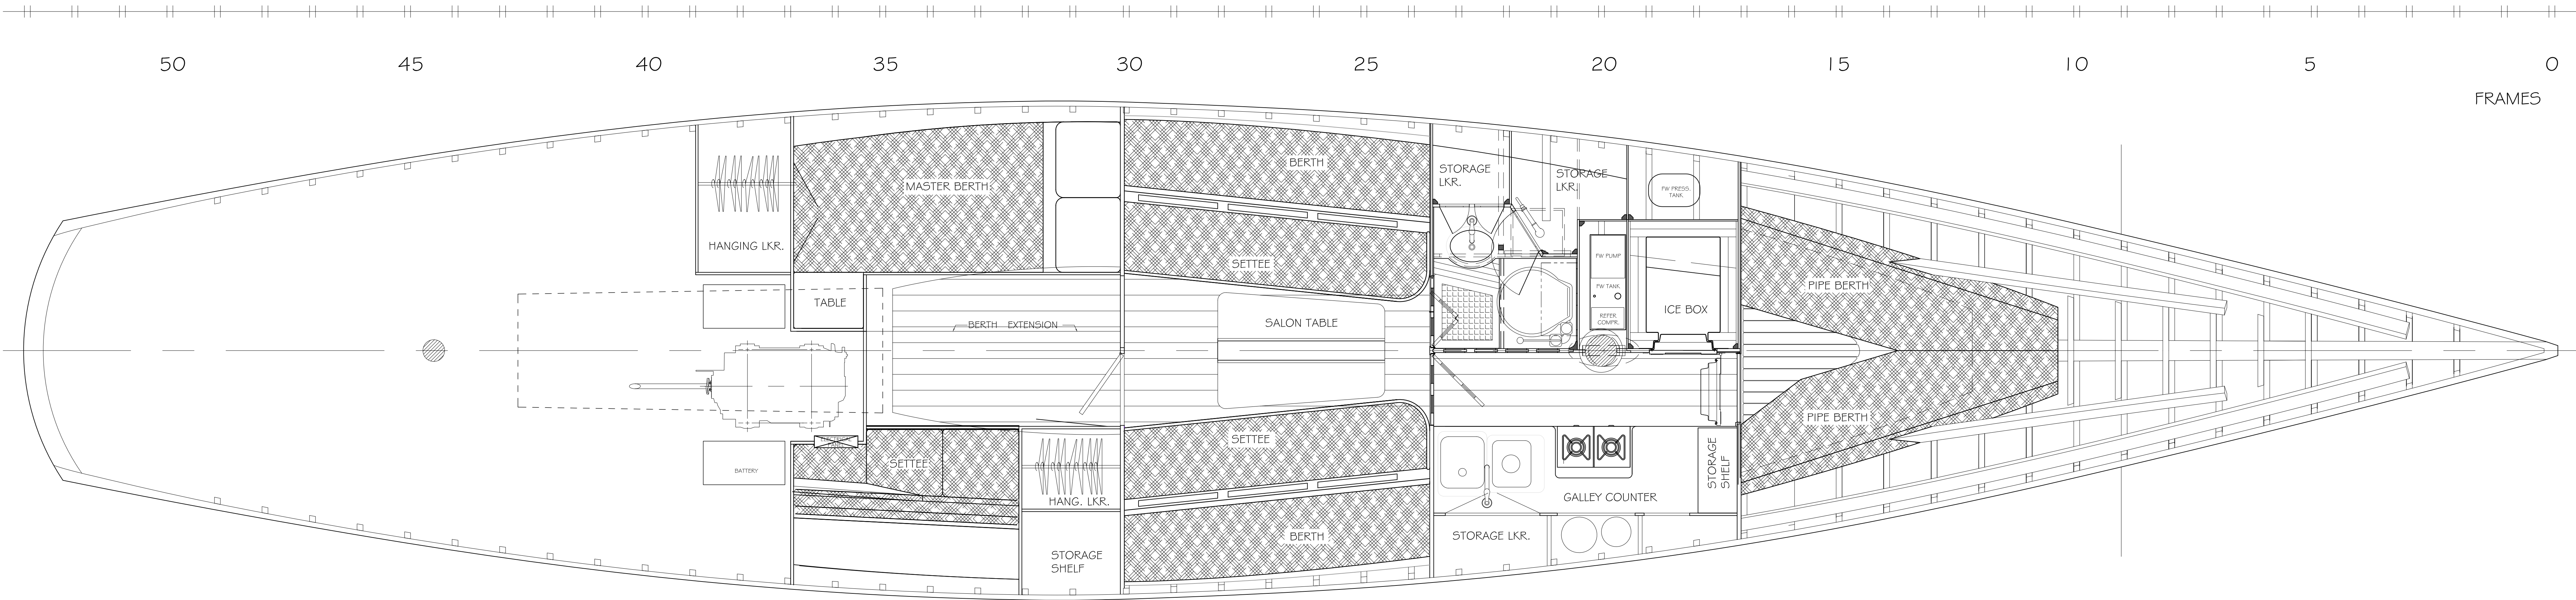 50 45 40 35 30 25 20 15 10 5 0
FRAMES
HANGING LKR.
MASTER BERTH
TABLE
BERTH EXTENSION
BERTH
SETTEE
SALON TABLE
STORAGE
LKR.
STORAGE
LKR.
FW PRESS.
TANK.
FW PUMP
FW TANK.
REFER.
COMPR.
ICE BOX
PIPE BERTH
PIPE BERTH
BATTERY
SETTEE
HANG. LKR.
STORAGE
SHELF
SETTEE
BERTH
GALLEY COUNTER
STORAGE LKR.
STORAGE
SHELF